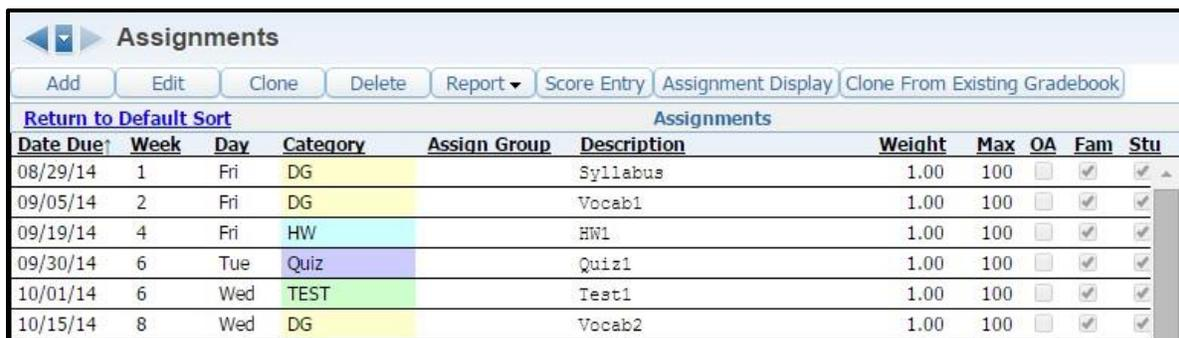 Assignments
Add Edit Clone Delete Report Score Entry Assignment Display Clone From Existing Gradebook
Return to Default Sort Assignments
Date Due↑ Week Day Category Assign Group Description Weight Max OA Fam Stu
08/29/14 1 Fri DG Syllabus 1.00 100
09/05/14 2 Fri DG Vocab1 1.00 100
09/19/14 4 Fri HW HW1 1.00 100
09/30/14 6 Tue Quiz Quiz1 1.00 100
10/01/14 6 Wed TEST Test1 1.00 100
10/15/14 8 Wed DG Vocab2 1.00 100